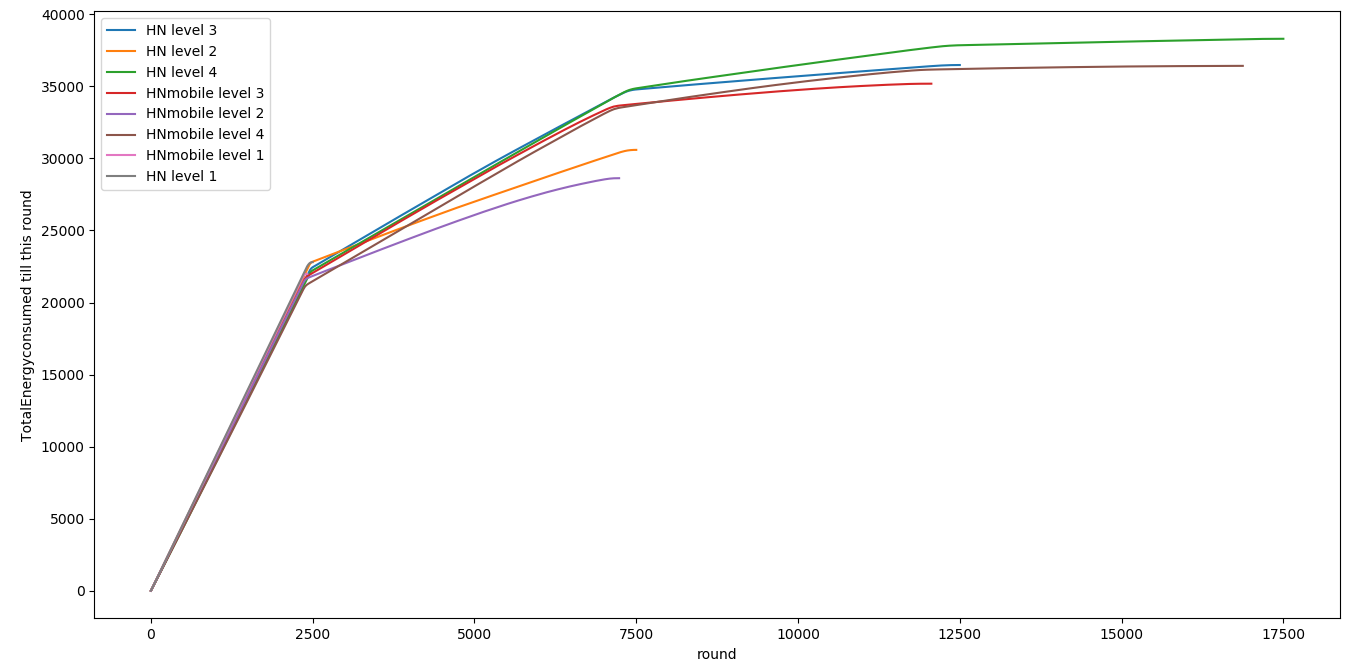 HN level 3
HN level 2
HN level 4
HNmobile level 3
HNmobile level 2
HNmobile level 4
HNmobile level 1
HN level 1
TotalEnergyconsumed till this round
40000
35000
30000
25000
20000
15000
10000
5000
0
0 2500 5000 7500 10000 12500 15000 17500
round